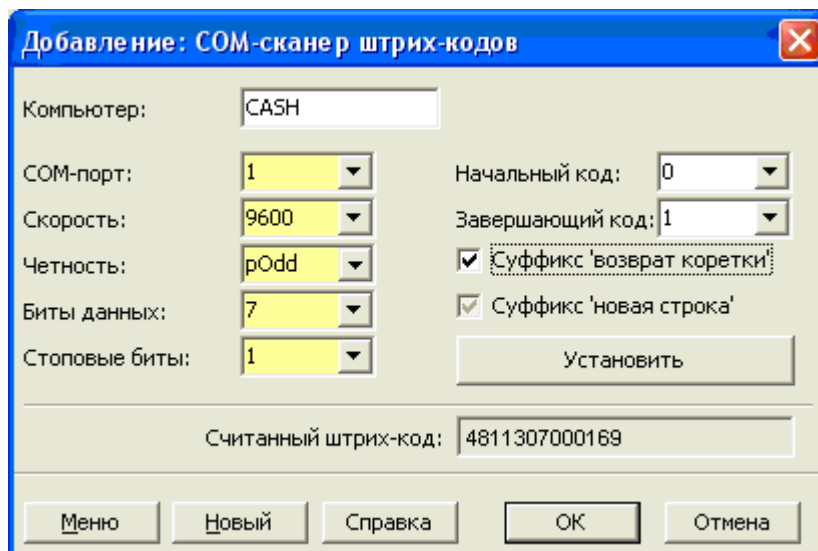 Добавление: COM-сканер штрих-кодов
Компьютер: CASH
COM-порт: 1 Начальный код: 0
Скорость: 9600 Завершающий код: 1
Четность: pOdd Суффикс 'возврат коретки'
Биты данных: 7 Суффикс 'новая строка'
Стоповые биты: 1 Установить
Считанный штрих-код: 4811307000169
Меню Новый Справка ОК Отмена